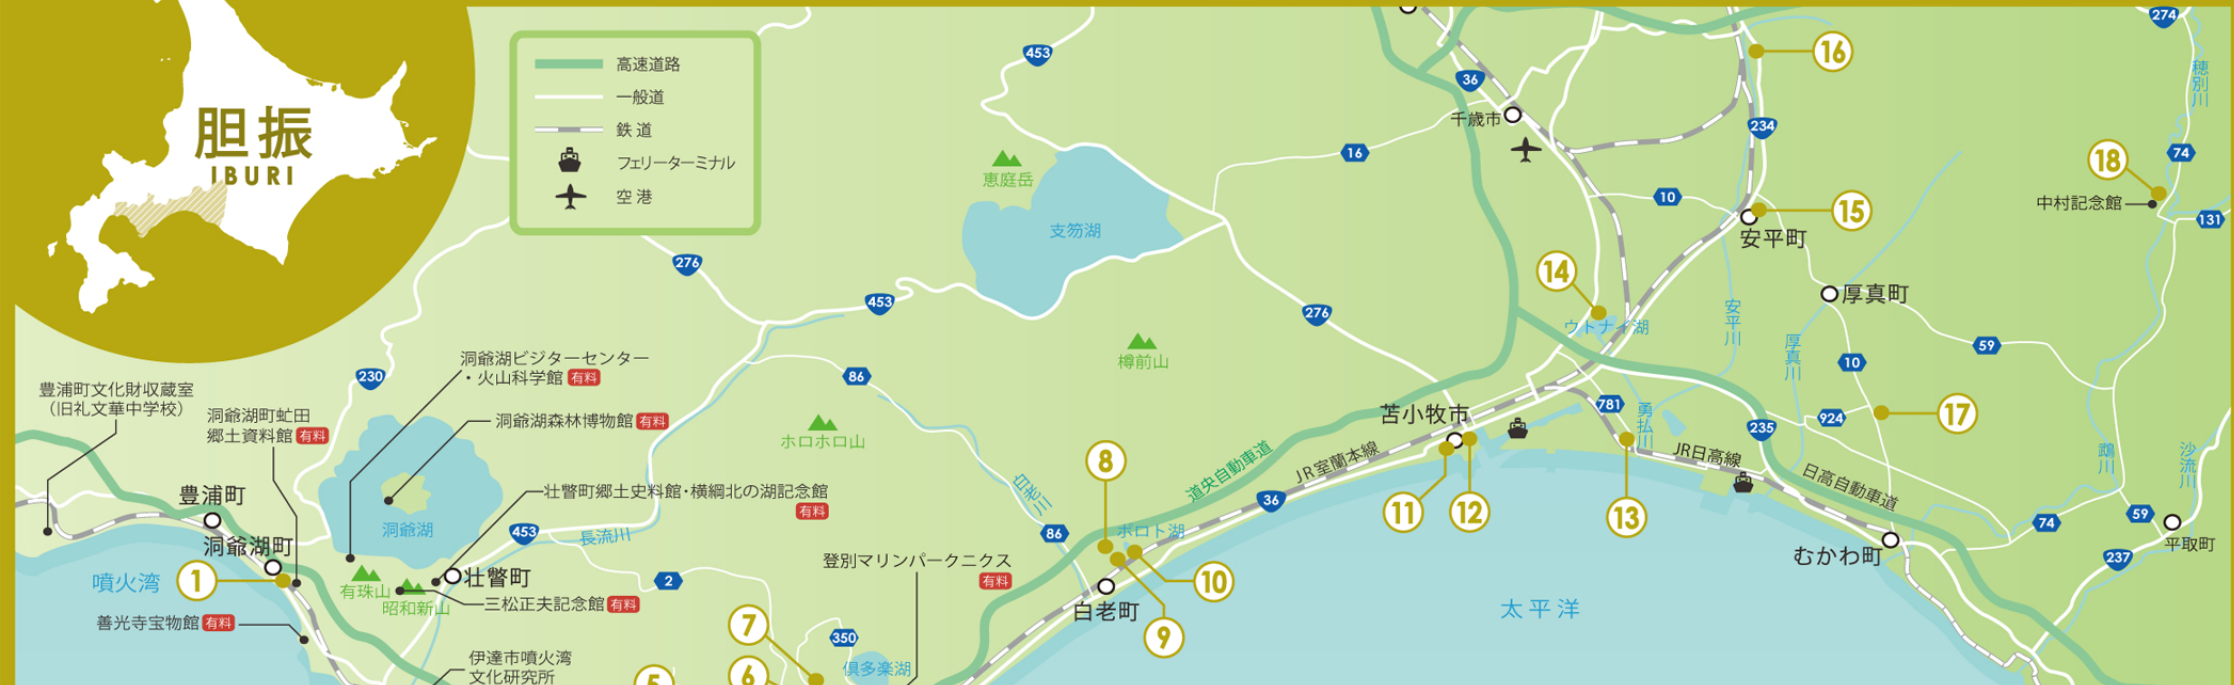 胆振
IBURI
高速道路
一般道
鉄道
フェリーターミナル
空港
453
36
16
234
274
穂別川
千歳市
恵庭岳
16
10
18
74
中村記念館
131
15
安平町
支笏湖
276
14
453
276
ウトナイ湖
安平川
厚真町
厚真川
59
樽前山
10
230
洞爺湖ビジターセンター
・火山科学館 有料
86
豊浦町文化財収蔵室
（旧礼文華中学校）
洞爺湖町虻田
郷土資料館 有料
洞爺湖森林博物館 有料
ホロホロ山
苫小牧市
781
勇払川
924
17
235
8
道央自動車道
JR室蘭本線
JR日高線
日高自動車道
鵡川
沙流川
豊浦町
壮瞥町郷土史料館・横綱北の湖記念館
有料
白老川
36
11
12
13
74
59
洞爺湖
453
長流川
86
ポロト湖
平取町
洞爺湖町
登別マリンパークニクス
有料
むかわ町
237
噴火湾
1
有珠山
昭和新山
壮瞥町
2
10
三松正夫記念館 有料
白老町
太平洋
善光寺宝物館 有料
7
350
9
伊達市噴火湾
文化研究所
5
6
倶多楽湖